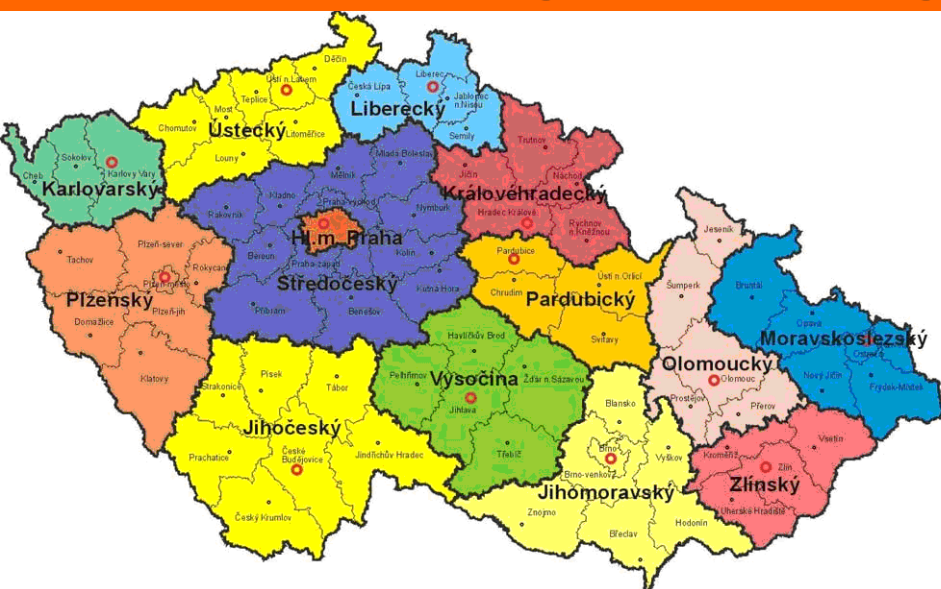 Děčín
Ústí n.Labem
Teplice
Most
Chomutov
Ústecký
Litoměřice
Louny
Česká Lípa
Liberec
Liberecký
Jablonec
n.Nisou
Semily
Sokolov
Karlovy Vary
Cheb
Karlovarský
Mladá Boleslav
Mělník
Kladno
Praha-východ
Rakovník
Nymburk
Hl.m. Praha
Beroun
Praha-západ
Kolín
Středočeský
Kutná Hora
Příbram
Benešov
Trutnov
Jičín
Náchod
Královéhradecký
Hradec Králové
Rychnov
n.Kněžnou
Plzeň-sever
Tachov
Rokycany
Plzeň-město
Plzeňský
Plzeň-jih
Domažlice
Klatovy
Pardubice
Ústí n.Orlicí
Chrudim
Pardubický
Svitavy
Jeseník
Šumperk
Olomoucký
Olomouc
Prostějov
Přerov
Bruntál
Opava
Moravskoslezský
Ostrava
Nový Jičín
Frýdek-Místek
Havlíčkův Brod
Pelhřimov
Vysočina
Žďár n.Sázavou
Jihlava
Třebíč
Písek
Strakonice
Tábor
Jihočeský
Prachatice
České
Budějovice
Jindřichův Hradec
Český Krumlov
Blansko
Brno
Vyškov
Brno-venkov
Jihomoravský
Znojmo
Hodonín
Břeclav
Vsetín
Kroměříž
Zlín
Zlínský
Uherské Hradiště